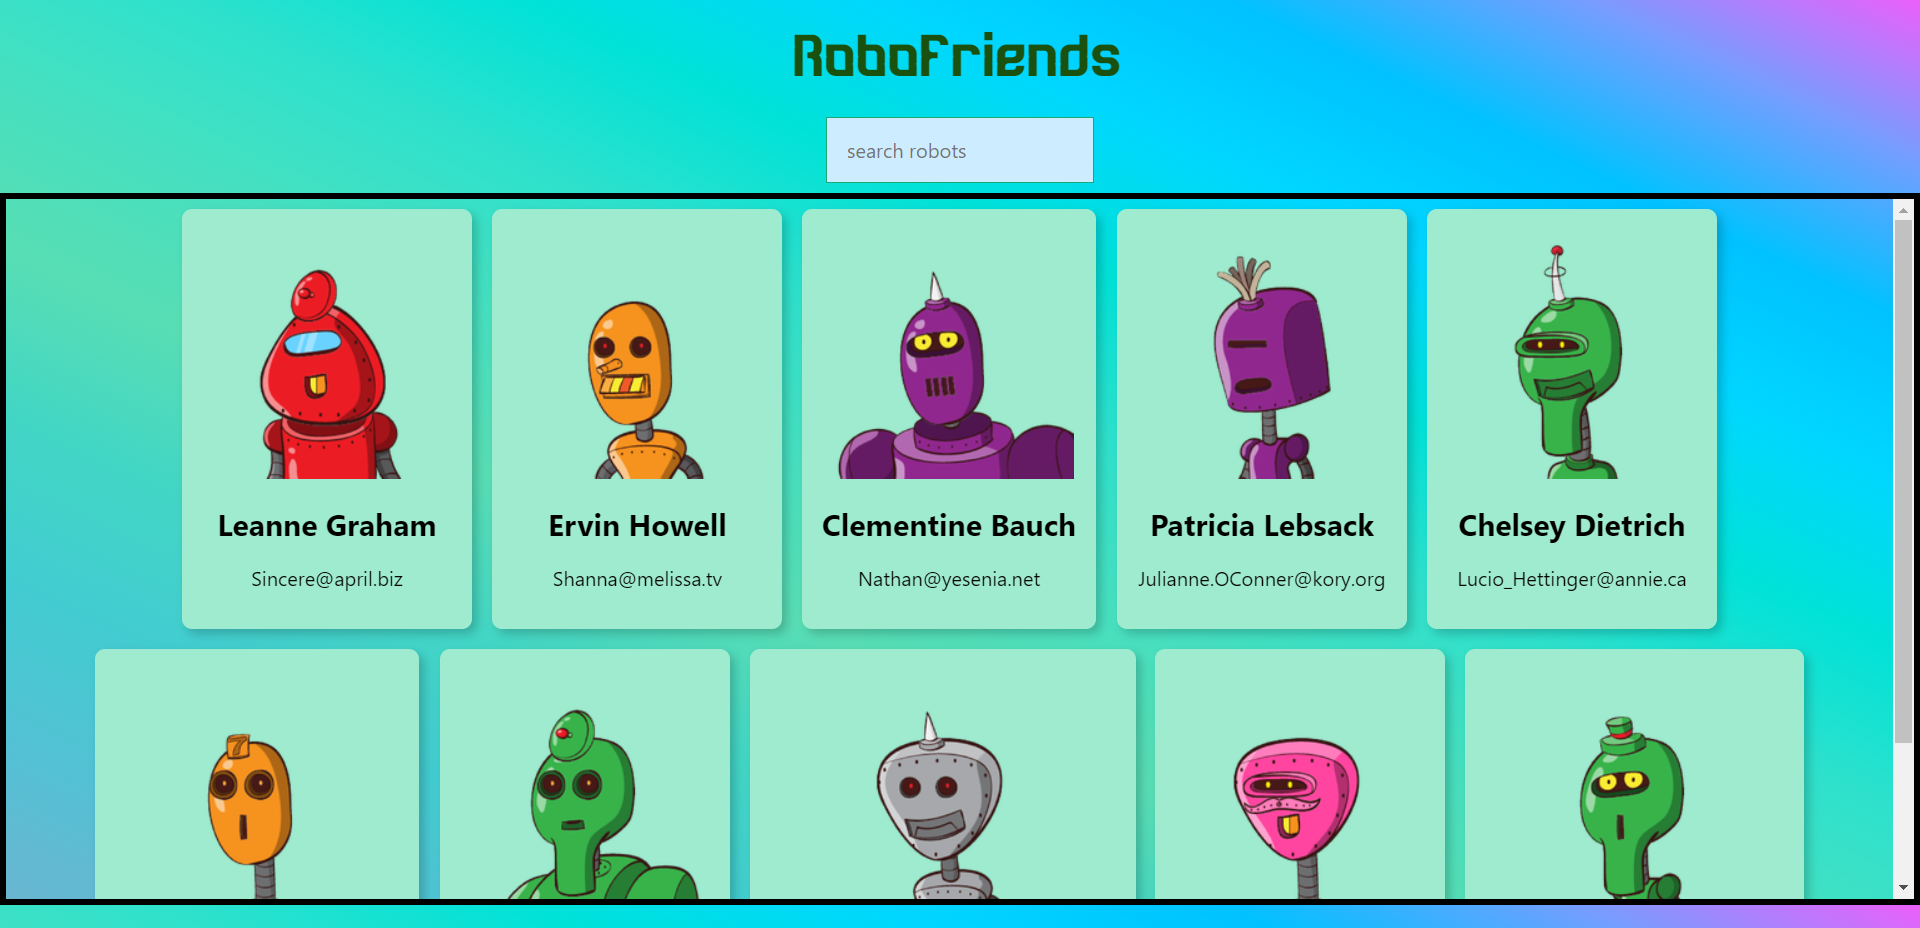 RoboFriends
search robots
Leanne Graham
Ervin Howell
Clementine Bauch
Patricia Lebsack
Chelsey Dietrich
Sincere@april.biz
Shanna@melissa.tv
Nathan@yesenia.net
Julianne.OConner@kory.org
Lucio_Hettinger@annie.ca
7